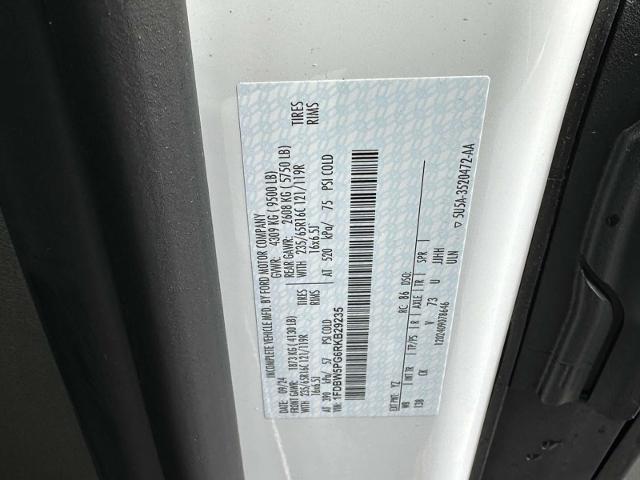 INCOMPLETE VEHICLE MFD. BY FORD MOTOR COMPANY
DATE: 09/24 GVWR: 4309 KG (9500 LB)
FRONT GAWR: 1873 KG (4130 LB) REAR GAWR: 2608 KG (5750 LB)
WITH 235/65R16C 121/119R TIRES WITH 235/65R16C 121/119R TIRES
16x6.5J RIMS 16x6.5J RIMS
AT 390 kPa/ 57 PSI COLD AT 520 kPa/ 75 PSI COLD
VIN: 1FDBW5PG6RKB29235
EXT PNT: YZ RC: B6 DSO:
WB INT TR TP/PS R AXLE TR SPR
138 CK V 73 U JJHH
ULN
1202409078646
▽ 5U5A-3520472-AA